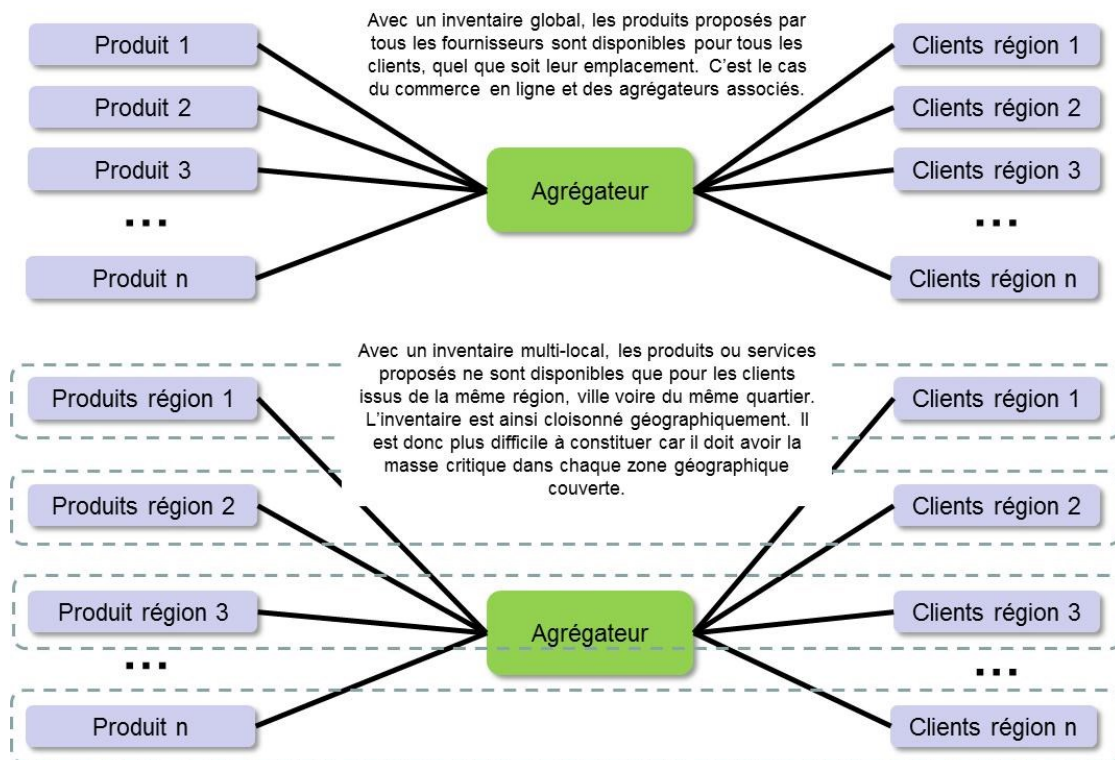 Avec un inventaire global, les produits proposés par
tous les fournisseurs sont disponibles pour tous les
clients, quel que soit leur emplacement. C'est le cas
du commerce en ligne et des agrégateurs associés.
Produit 1
Produit 2
Produit 3
...
Produit n
Agrégateur
Clients région 1
Clients région 2
Clients région 3
...
Clients région n
Avec un inventaire multi-local, les produits ou services
proposés ne sont disponibles que pour les clients
issus de la même région, ville voire du même quartier.
L'inventaire est ainsi cloisonné géographiquement. Il
est donc plus difficile à constituer car il doit avoir la
masse critique dans chaque zone géographique
couverte.
Produits région 1
Produits région 2
Produit région 3
...
Produit n
Agrégateur
Clients région 1
Clients région 2
Clients région 3
...
Clients région n